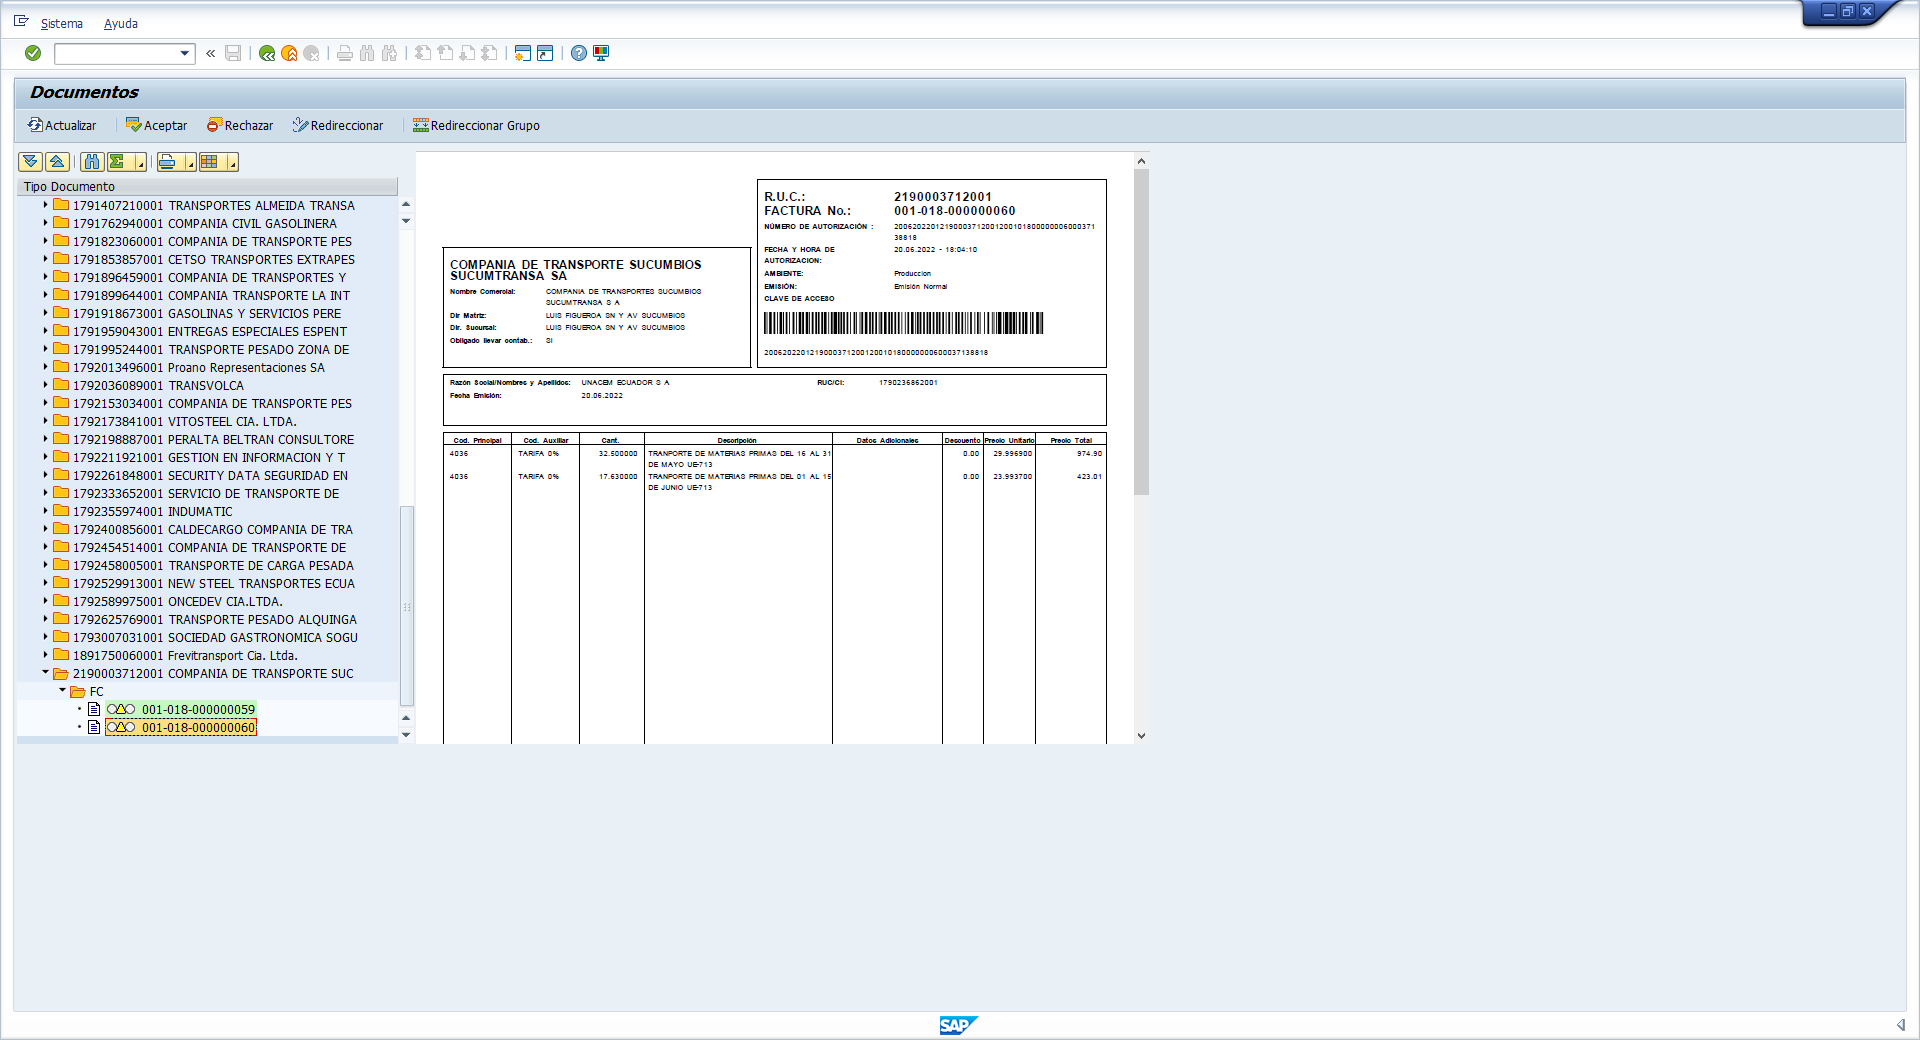 Sistema Ayuda
Documentos
Actualizar Aceptar Rechazar Redireccionar Redireccionar Grupo
Tipo Documento
1791407210001 TRANSPORTES ALMEIDA TRANSA
1791762940001 COMPANIA CIVIL GASOLINERA
1791823060001 COMPANIA DE TRANSPORTE PES
1791853857001 CETSO TRANSPORTES EXTRAPES
1791896459001 COMPANIA DE TRANSPORTES Y
1791899644001 COMPANIA TRANSPORTE LA INT
1791918673001 GASOLINAS Y SERVICIOS PERE
1791959043001 ENTREGAS ESPECIALES ESPENT
1791995244001 TRANSPORTE PESADO ZONA DE
1792013496001 Proano Representaciones SA
1792036089001 TRANSVOLCA
1792153034001 COMPANIA DE TRANSPORTE PES
1792173841001 VITOSTEEL CIA. LTDA.
1792198887001 PERALTA BELTRAN CONSULTORE
1792211921001 GESTION EN INFORMACION Y T
1792261848001 SECURITY DATA SEGURIDAD EN
1792333652001 SERVICIO DE TRANSPORTE DE
1792355974001 INDUMATIC
1792400856001 CALDECARGO COMPANIA DE TRA
1792454514001 COMPANIA DE TRANSPORTE DE
1792458005001 TRANSPORTE DE CARGA PESADA
1792529913001 NEW STEEL TRANSPORTES ECUA
1792589975001 ONCEDEV CIA.LTDA.
1792625769001 TRANSPORTE PESADO ALQUINGA
1793007031001 SOCIEDAD GASTRONOMICA SOGU
1891750060001 Frevitransport Cia. Ltda.
2190003712001 COMPANIA DE TRANSPORTE SUC
FC
001-018-000000059
001-018-000000060
R.U.C.: 2190003712001
FACTURA No.: 001-018-000000060
NÚMERO DE AUTORIZACIÓN : 20062022012190003712001200101800000006000371
38818
FECHA Y HORA DE 20.06.2022 - 18:04:10
AUTORIZACION:
AMBIENTE: Produccion
EMISIÓN: Emisión Normal
CLAVE DE ACCESO
2006202201219000371200120010180000000600037138818
COMPANIA DE TRANSPORTE SUCUMBIOS
SUCUMTRANSA SA
Nombre Comercial: COMPANIA DE TRANSPORTES SUCUMBIOS
SUCUMTRANSA S A
Dir Matriz: LUIS FIGUEROA SN Y AV SUCUMBIOS
Dir. Sucursal: LUIS FIGUEROA SN Y AV SUCUMBIOS
Obligado llevar contab.: SI
Razón Social/Nombres y Apellidos: UNACEM ECUADOR S A RUC/CI: 1790236862001
Fecha Emisión: 20.06.2022
Cod. Principal Cod. Auxiliar Cant. Descripción Datos Adicionales Descuento Precio Unitario Precio Total
4036 TARIFA 0% 32.500000 TRANPORTE DE MATERIAS PRIMAS DEL 16 AL 31 0.00 29.996900 974.90
DE MAYO UE-713
4036 TARIFA 0% 17.630000 TRANPORTE DE MATERIAS PRIMAS DEL 01 AL 15 0.00 23.993700 423.01
DE JUNIO UE-713
SAP